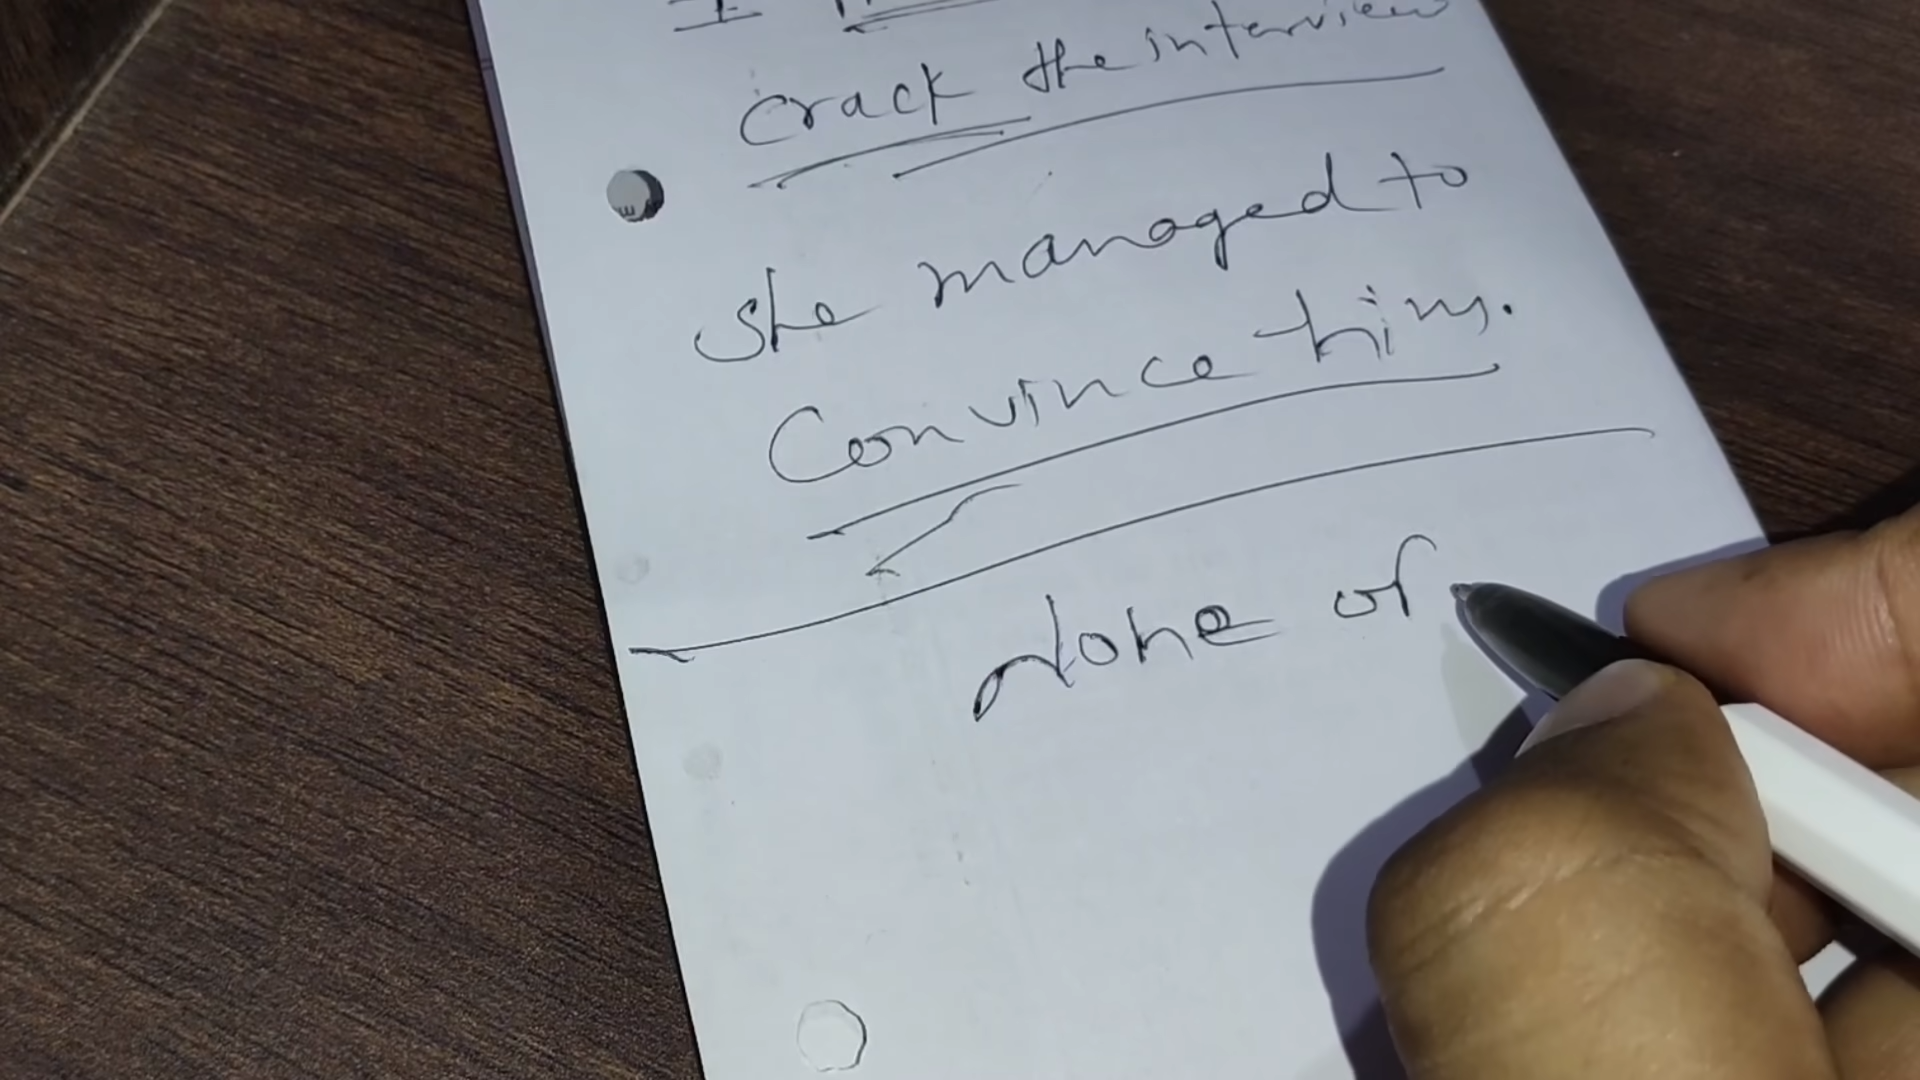 I
crack the interview
She managed to
Convince him.
None of